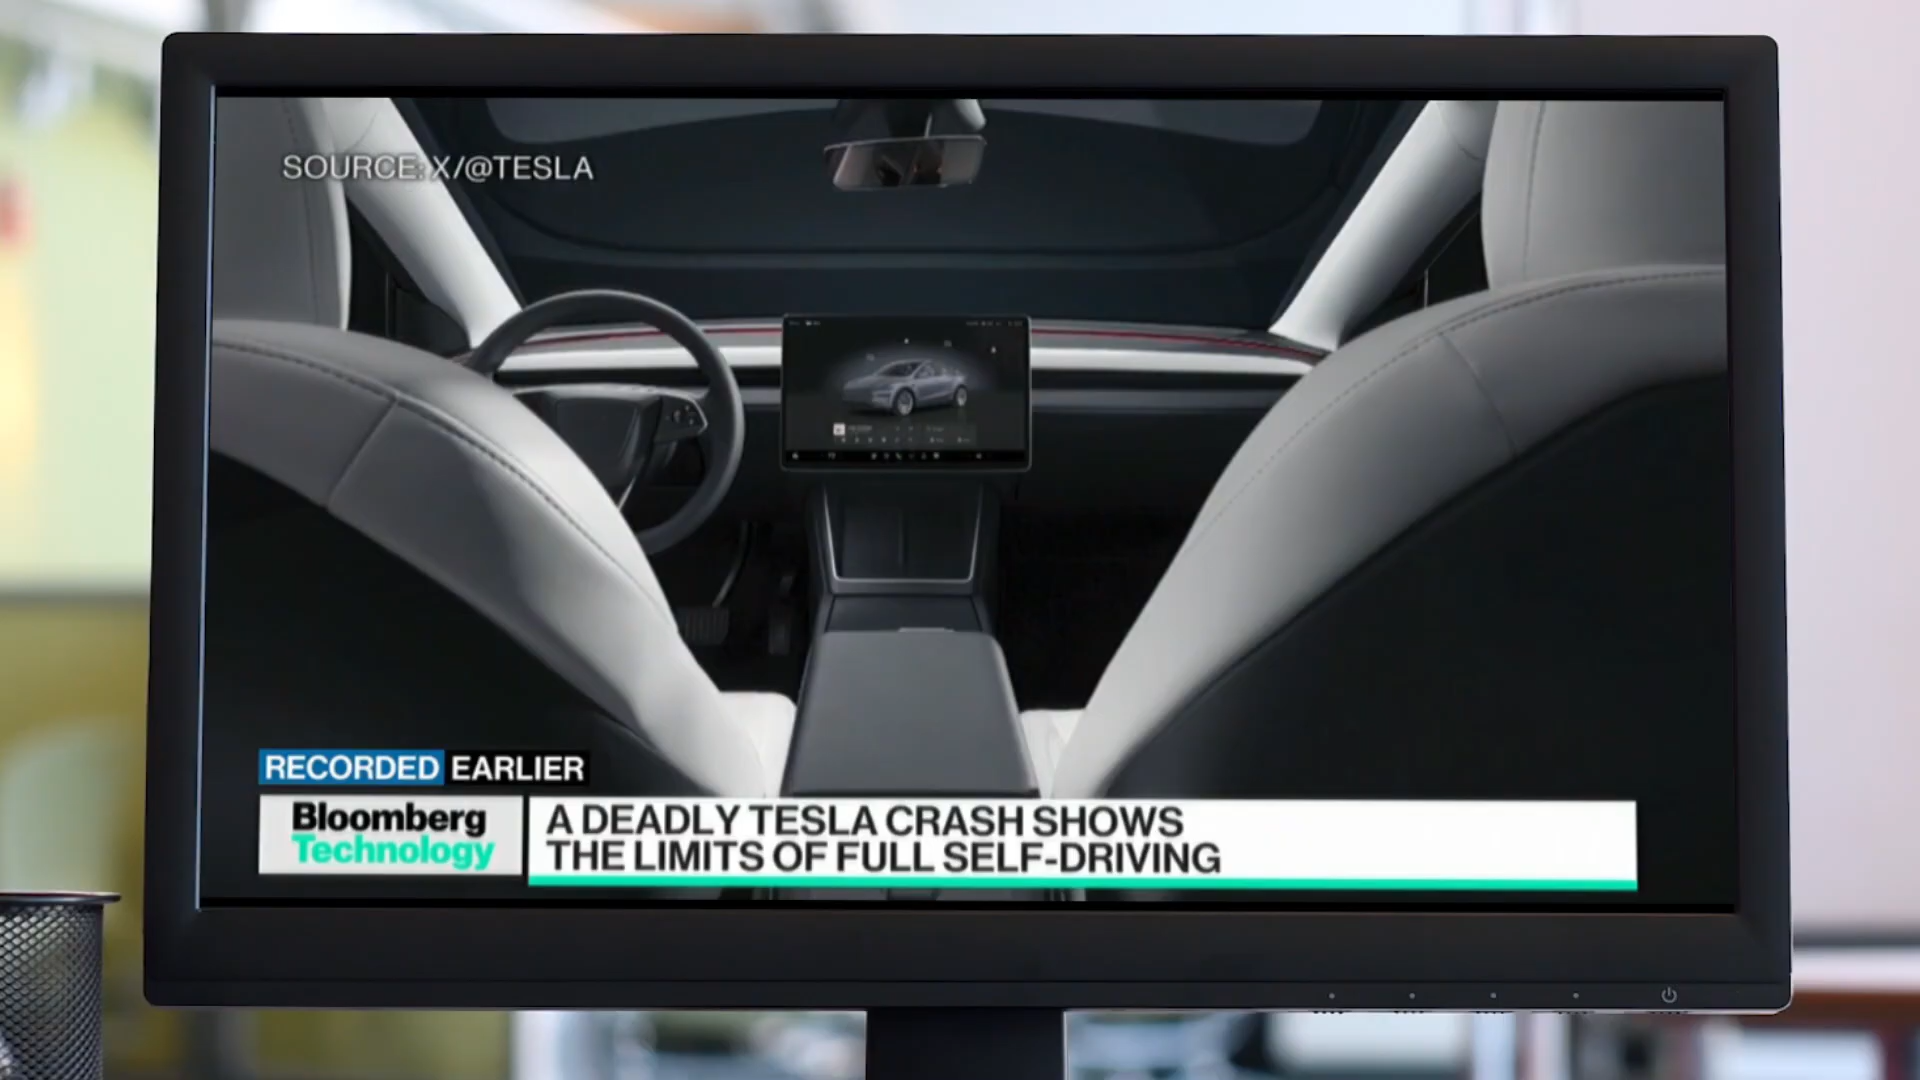 SOURCE: X/@TESLA
RECORDED EARLIER
Bloomberg
Technology
A DEADLY TESLA CRASH SHOWS
THE LIMITS OF FULL SELF-DRIVING